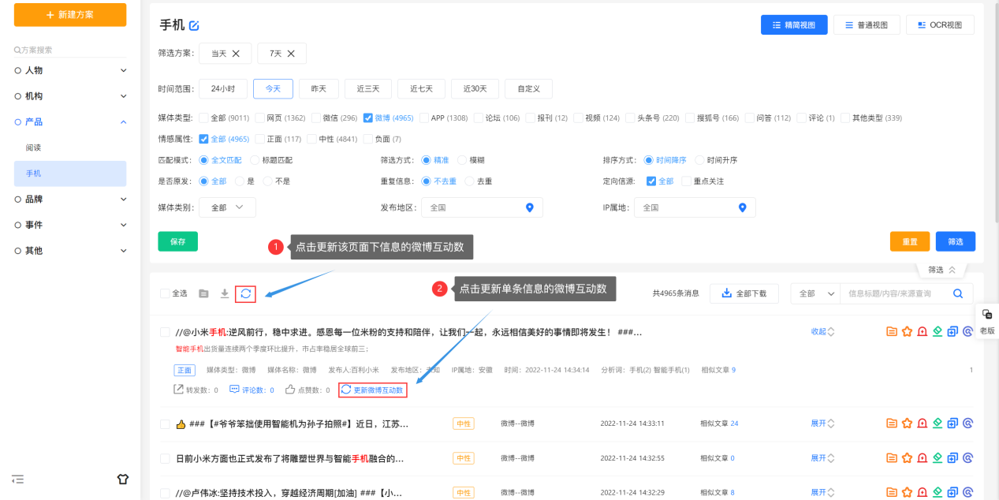 + 新建方案
方案搜索
人物
机构
产品
阅读
手机
品牌
事件
其他
手机
精简视图 普通视图 OCR视图
筛选方案: 当天 × 7天 ×
时间范围: 24小时 今天 昨天 近三天 近七天 近30天 自定义
媒体类型: 全部 (9011) 网页 (1362) 微信 (296) 微博 (4965) APP (1308) 论坛 (106) 报刊 (12) 视频 (124) 头条号 (220) 搜狐号 (166) 问答 (112) 评论 (1) 其他类型 (339)
情感属性: 全部 (4965) 正面 (117) 中性 (4841) 负面 (7)
匹配模式: 全文匹配 标题匹配 筛选方式: 精准 模糊 排序方式: 时间降序 时间升序
是否原发: 全部 是 不是 重复信息: 不去重 去重 定向信源: 全部 重点关注
媒体类别: 全部 发布地区: 全国 IP属地: 全国
保存 重置 筛选
1 点击更新该页面下信息的微博互动数
筛选
2 点击更新单条信息的微博互动数
全选 共4965条消息 全部下载 全部 信息标题/内容/来源查询
老版
//@小米手机:逆风前行，稳中求进。感恩每一位米粉的支持和陪伴，让我们一起，永远相信美好的事情即将发生！ ###... 收起
智能手机出货量连续两个季度环比提升，市占率稳居全球前三；
正面 媒体类型: 微博 媒体名称: 微博 发布人:百利小米 发布地区: 未知 IP属地: 安徽 时间: 2022-11-24 14:34:14 分析词: 手机(2) 智能手机(1) 相似文章 9 1
转发数: 0 评论数: 0 点赞数: 0 更新微博互动数
👍 ###【#爷爷笨拙使用智能机为孙子拍照#】近日，江苏... 中性 微博--微博 2022-11-24 14:33:11 相似文章 24 展开
日前小米方面也正式发布了将雕塑世界与智能手机融合的... 中性 微博--微博 2022-11-24 14:32:55 相似文章 0 展开
//@卢伟冰:坚持技术投入，穿越经济周期[加油] ###【小... 中性 微博--微博 2022-11-24 14:32:29 相似文章 8 展开